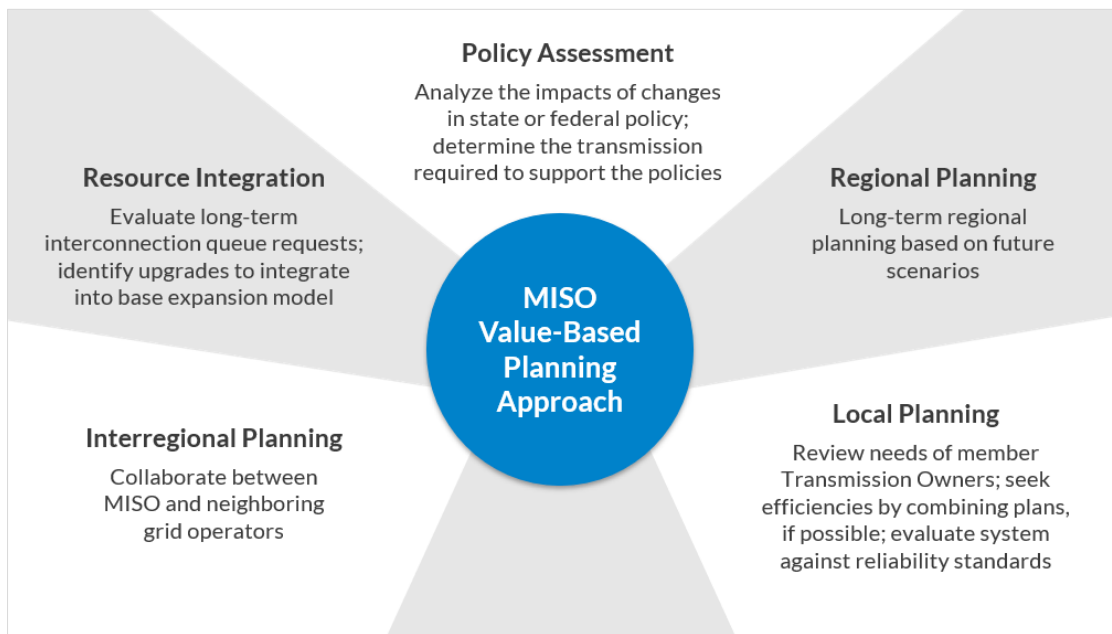 Policy Assessment
Analyze the impacts of changes
in state or federal policy;
determine the transmission
required to support the policies
Resource Integration
Evaluate long-term
interconnection queue requests;
identify upgrades to integrate
into base expansion model
Regional Planning
Long-term regional
planning based on future
scenarios
MISO
Value-Based
Planning
Approach
Interregional Planning
Collaborate between
MISO and neighboring
grid operators
Local Planning
Review needs of member
Transmission Owners; seek
efficiencies by combining plans,
if possible; evaluate system
against reliability standards